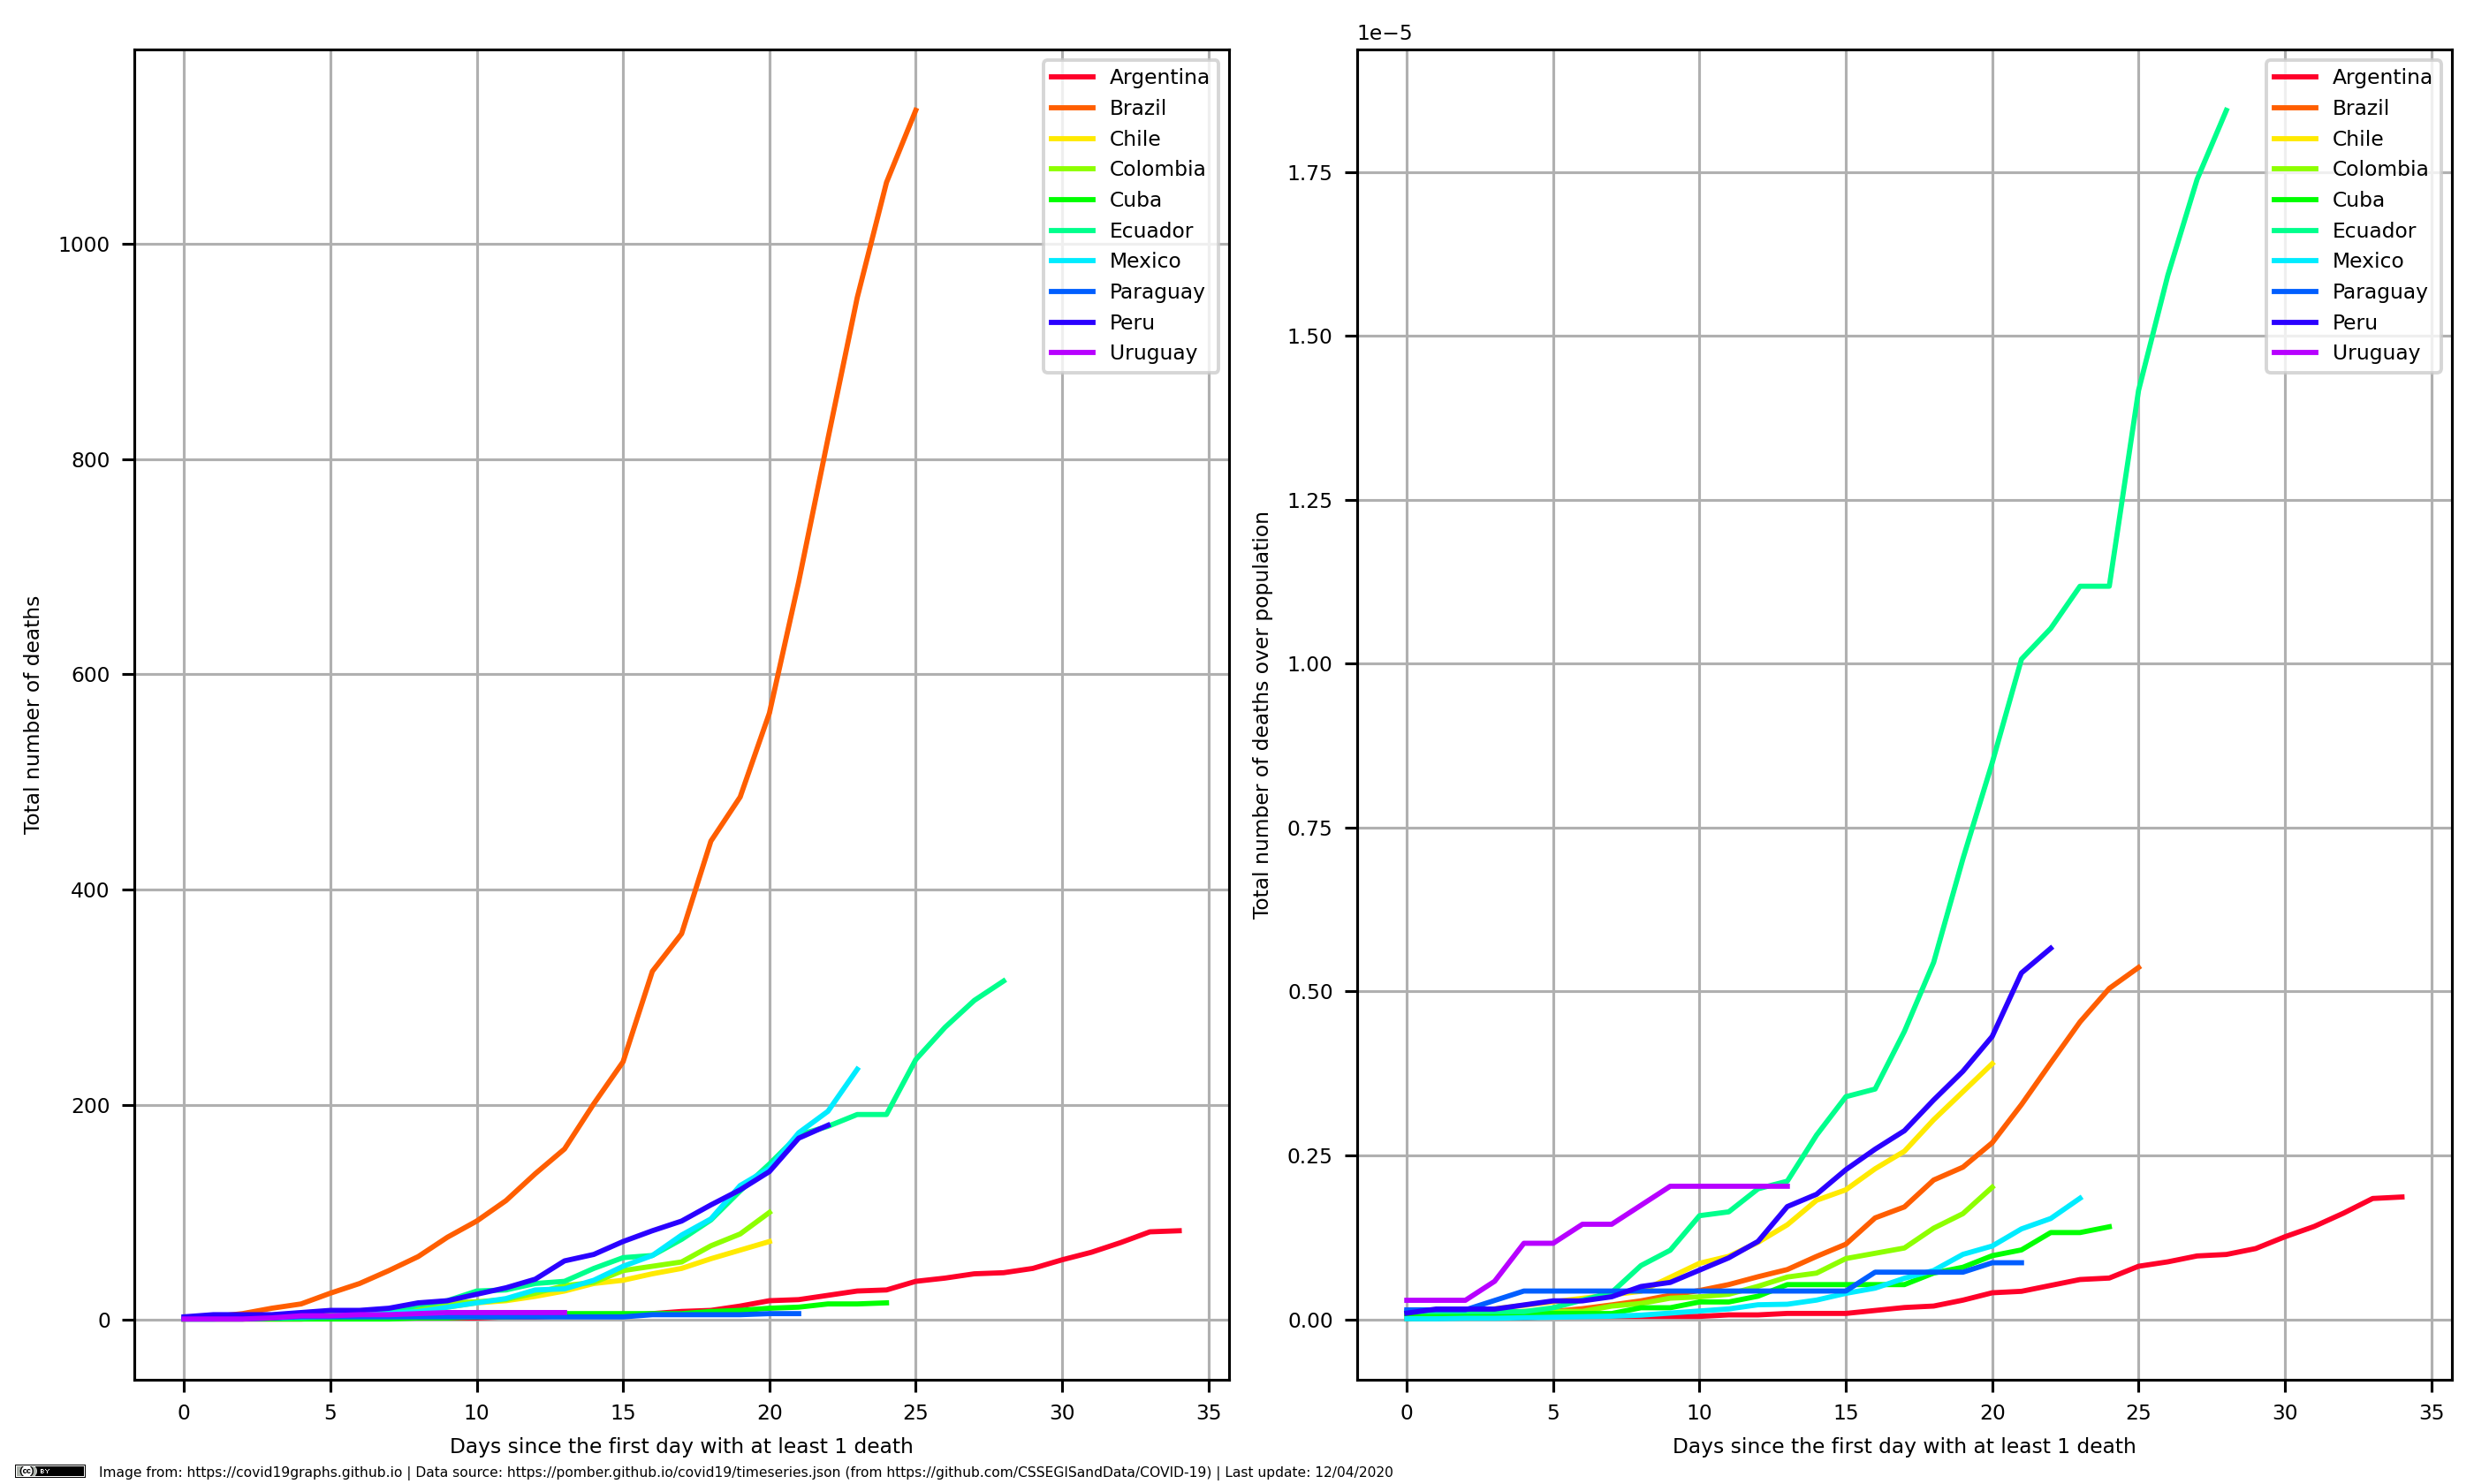 1000
800
600
400
200
0
Total number of deaths
0 5 10 15 20 25 30 35
Days since the first day with at least 1 death
Argentina
Brazil
Chile
Colombia
Cuba
Ecuador
Mexico
Paraguay
Peru
Uruguay
1e−5
1.75
1.50
1.25
1.00
0.75
0.50
0.25
0.00
Total number of deaths over population
0 5 10 15 20 25 30 35
Days since the first day with at least 1 death
Argentina
Brazil
Chile
Colombia
Cuba
Ecuador
Mexico
Paraguay
Peru
Uruguay
cc BY Image from: https://covid19graphs.github.io | Data source: https://pomber.github.io/covid19/timeseries.json (from https://github.com/CSSEGISandData/COVID-19) | Last update: 12/04/2020